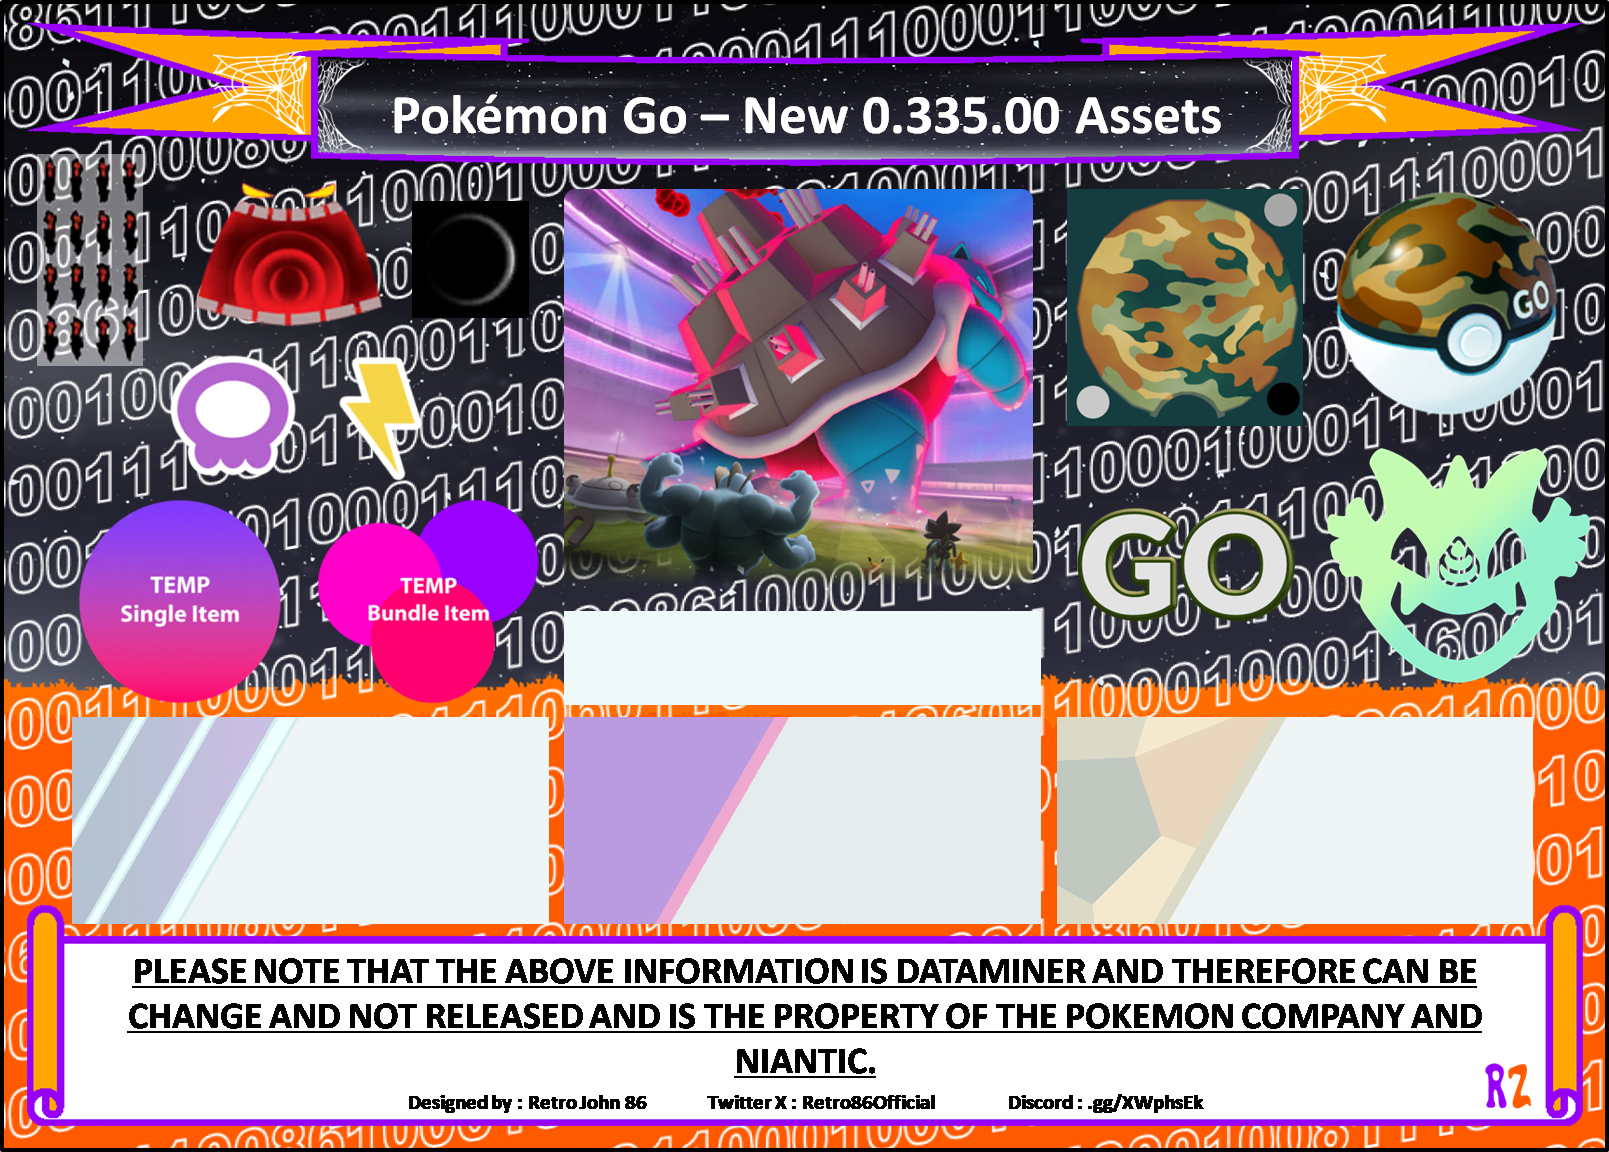 Pokémon Go – New 0.335.00 Assets
GO
TEMP
Single Item
TEMP
Bundle Item
GO
PLEASE NOTE THAT THE ABOVE INFORMATION IS DATAMINER AND THEREFORE CAN BE
CHANGE AND NOT RELEASED AND IS THE PROPERTY OF THE POKEMON COMPANY AND
NIANTIC.
RZ
Designed by : Retro John 86 Twitter X : Retro86Official Discord : .gg/XWphsEk